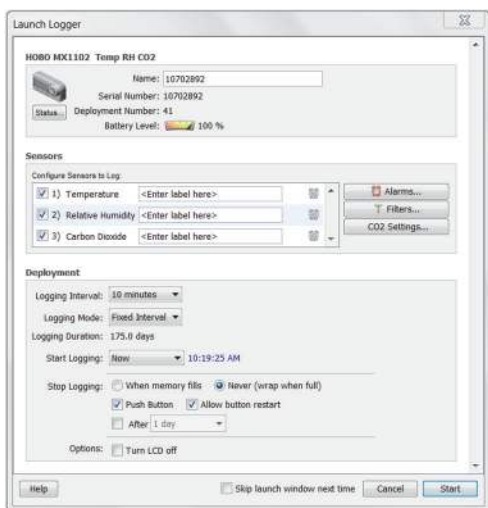 Launch Logger
HOBO MX1102 Temp RH CO2
Name: 10702892
Serial Number: 10702892
Status... Deployment Number: 41
Battery Level: 100 %
Sensors
Configure Sensors to Log:
1) Temperature <Enter label here>
2) Relative Humidity <Enter label here>
3) Carbon Dioxide <Enter label here>
Alarms...
Filters...
CO2 Settings...
Deployment
Logging Interval: 10 minutes
Logging Mode: Fixed Interval
Logging Duration: 175.0 days
Start Logging: Now 10:19:25 AM
Stop Logging: When memory fills Never (wrap when full)
Push Button Allow button restart
After 1 day
Options: Turn LCD off
Help Skip launch window next time Cancel Start